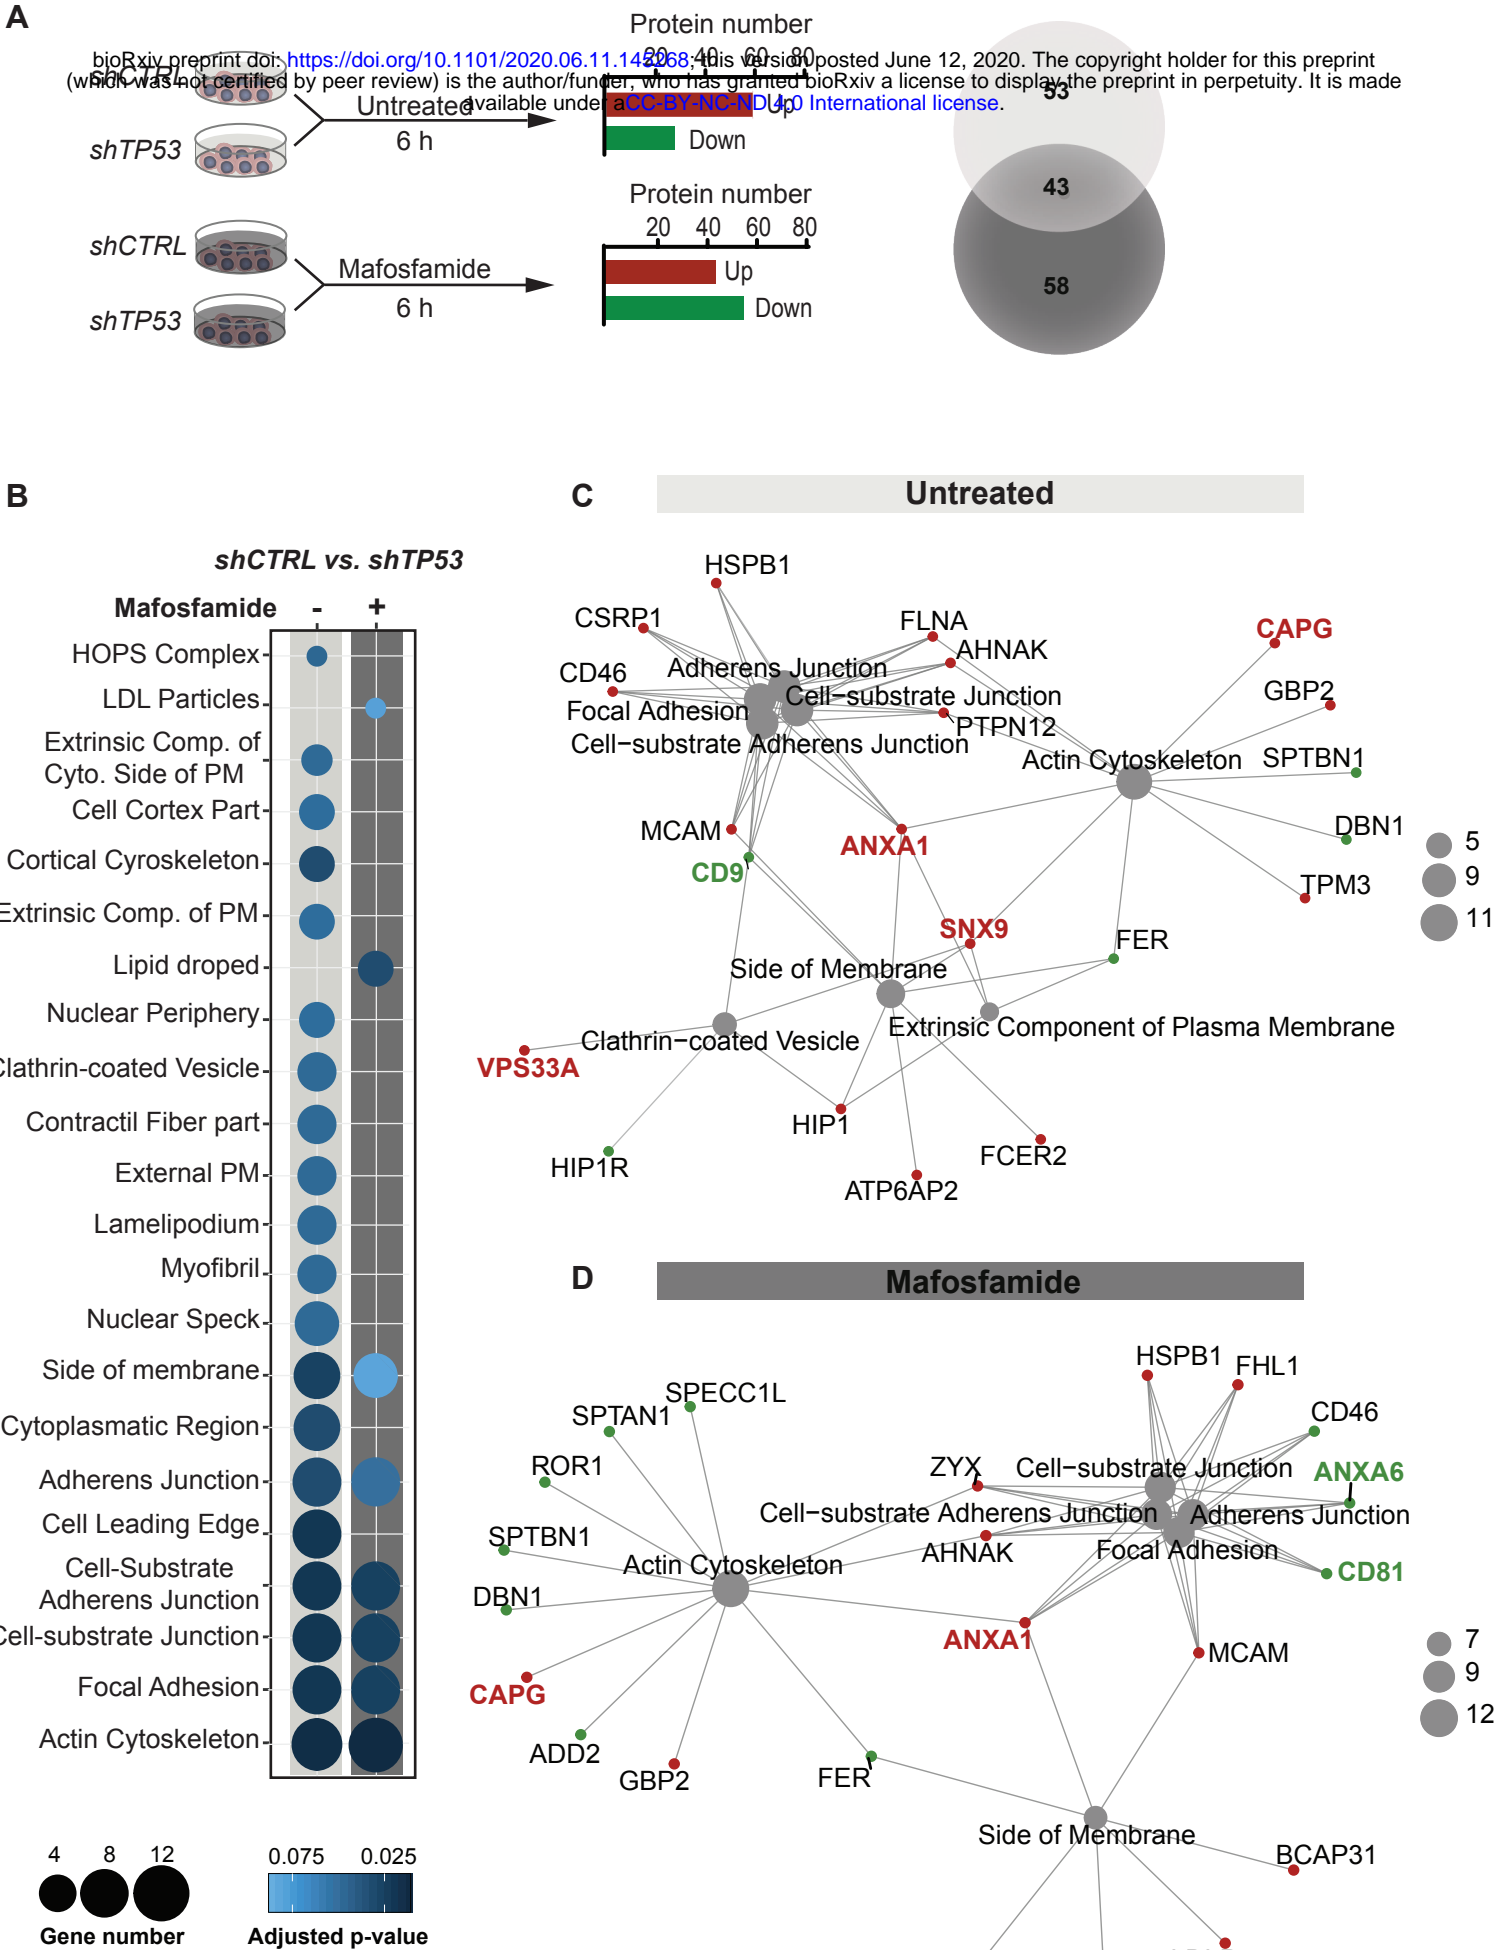 A
Protein number
20 40 60 80
bioRxiv preprint doi: https://doi.org/10.1101/2020.06.11.145268; this version posted June 12, 2020. The copyright holder for this preprint
(which was not certified by peer review) is the author/funder, who has granted bioRxiv a license to display the preprint in perpetuity. It is made
available under aCC-BY-NC-ND 4.0 International license.
shCTRL
Untreated
6 h
shTP53
Up
Down
53
43
58
Protein number
20 40 60 80
shCTRL
Mafosfamide
6 h
shTP53
Up
Down
B
shCTRL vs. shTP53
Mafosfamide - +
HOPS Complex
LDL Particles
Extrinsic Comp. of
Cyto. Side of PM
Cell Cortex Part
Cortical Cyroskeleton
Extrinsic Comp. of PM
Lipid droped
Nuclear Periphery
Clathrin-coated Vesicle
Contractil Fiber part
External PM
Lamelipodium
Myofibril
Nuclear Speck
Side of membrane
Cytoplasmatic Region
Adherens Junction
Cell Leading Edge
Cell-Substrate
Adherens Junction
Cell-substrate Junction
Focal Adhesion
Actin Cytoskeleton
4 8 12
Gene number
0.075 0.025
Adjusted p-value
C
Untreated
HSPB1
CSRP1
FLNA
CAPG
AHNAK
CD46
Adherens Junction
GBP2
Cell−substrate Junction
Focal Adhesion
PTPN12
Cell−substrate Adherens Junction
Actin Cytoskeleton
SPTBN1
MCAM
DBN1
ANXA1
CD9
TPM3
5
9
11
SNX9
FER
Side of Membrane
Extrinsic Component of Plasma Membrane
Clathrin−coated Vesicle
VPS33A
HIP1
HIP1R
FCER2
ATP6AP2
D
Mafosfamide
HSPB1
FHL1
SPECC1L
SPTAN1
CD46
ROR1
ZYX
Cell−substrate Junction
ANXA6
Cell−substrate Adherens Junction
Adherens Junction
SPTBN1
AHNAK
Focal Adhesion
Actin Cytoskeleton
CD81
DBN1
ANXA1
MCAM
7
9
12
CAPG
ADD2
GBP2
FER
Side of Membrane
BCAP31